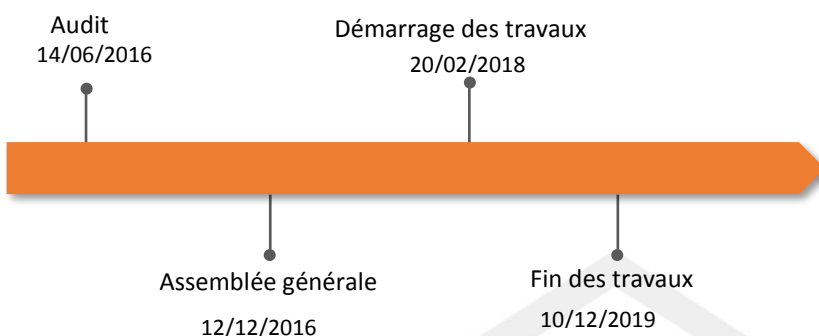 Audit
14/06/2016
Démarrage des travaux
20/02/2018
Assemblée générale
12/12/2016
Fin des travaux
10/12/2019